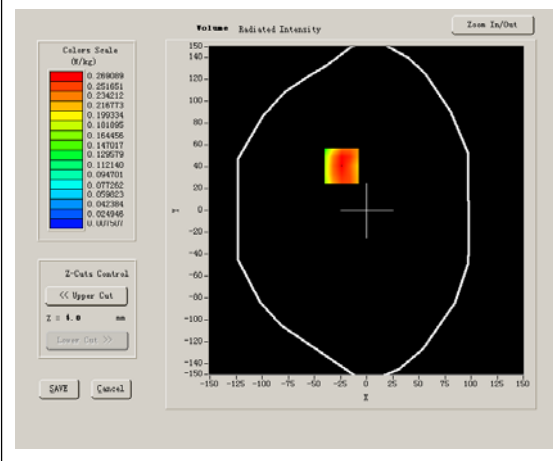 Volume Radiated Intensity
Zoom In/Out
Colors Scale
(W/kg)
0.269089
0.251651
0.234212
0.216773
0.199334
0.181895
0.164456
0.147017
0.129579
0.112140
0.094701
0.077262
0.059823
0.042384
0.024946
0.007507
150
140
120
100
80
60
40
20
0
-20
-40
-60
-80
-100
-120
-140
-150
Y
-150 -125 -100 -75 -50 -25 0 25 50 75 100 125 150
X
Z-Cuts Control
<< Upper Cut
Z = 4.0 mm
Lower Cut >>
SAVE Cancel